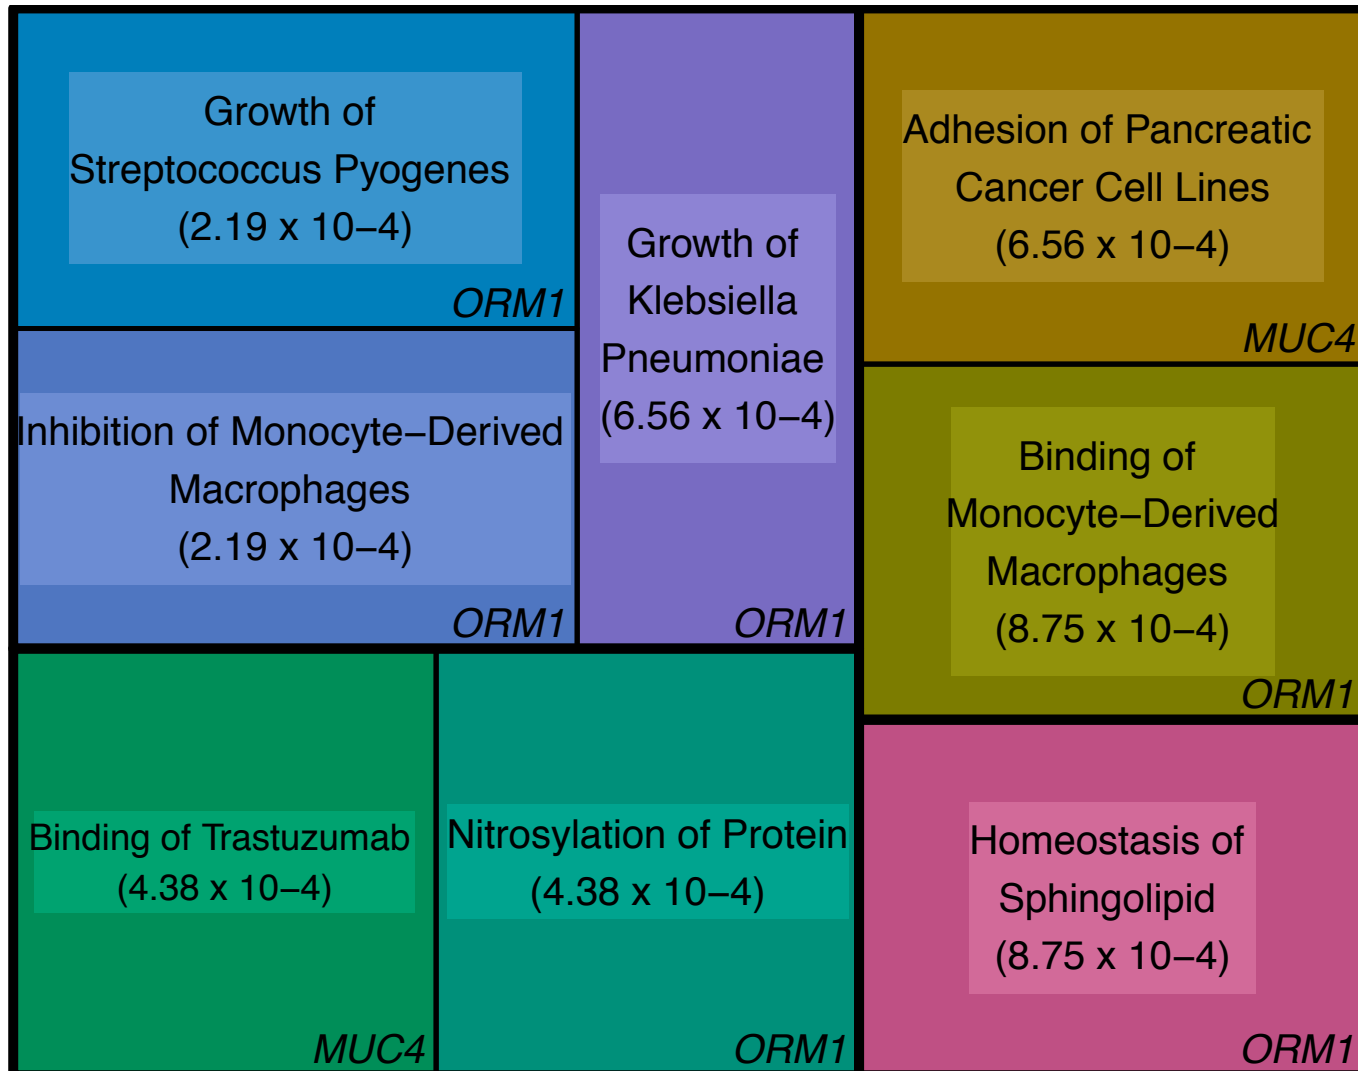 Growth of
Streptococcus Pyogenes
(2.19 x 10−4)
ORM1
Inhibition of Monocyte−Derived
Macrophages
(2.19 x 10−4)
ORM1
Growth of
Klebsiella
Pneumoniae
(6.56 x 10−4)
ORM1
Adhesion of Pancreatic
Cancer Cell Lines
(6.56 x 10−4)
MUC4
Binding of
Monocyte−Derived
Macrophages
(8.75 x 10−4)
ORM1
Binding of Trastuzumab
(4.38 x 10−4)
MUC4
Nitrosylation of Protein
(4.38 x 10−4)
ORM1
Homeostasis of
Sphingolipid
(8.75 x 10−4)
ORM1